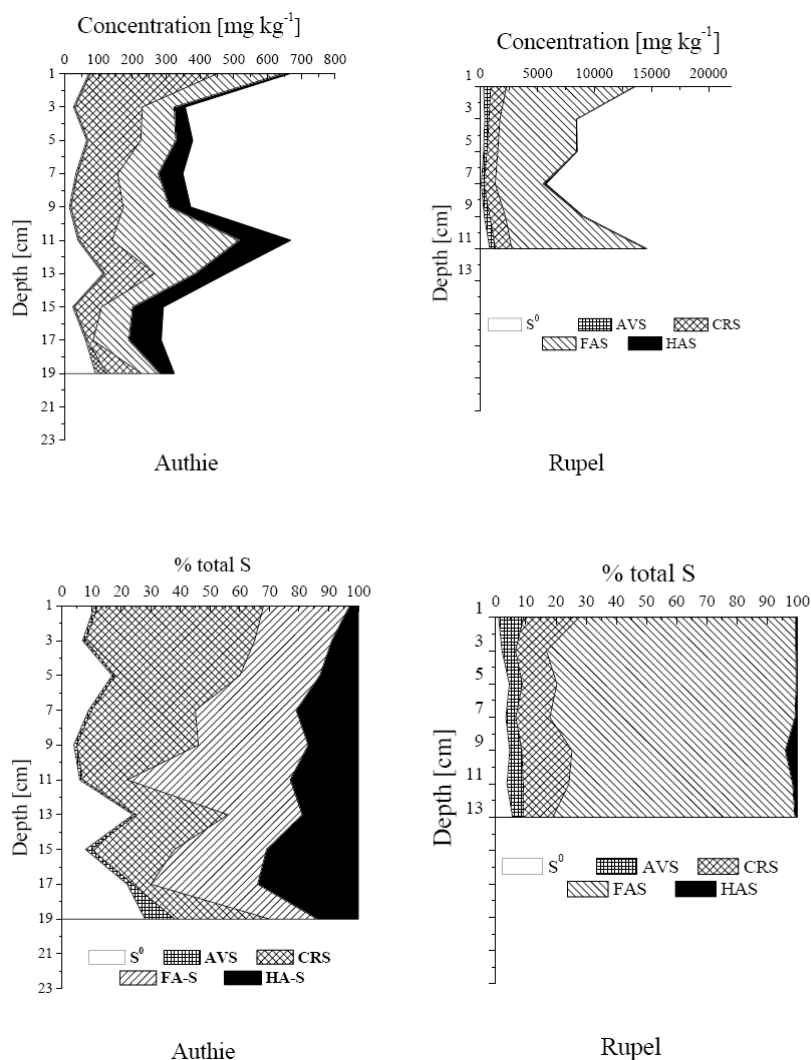 Concentration [mg kg⁻¹]
0 100 200 300 400 500 600 700 800
1
3
5
7
9
11
13
15
17
19
21
23
Depth [cm]
Authie
Concentration [mg kg⁻¹]
0 5000 10000 15000 20000
1
3
5
7
9
11
13
Depth [cm]
S⁰ AVS CRS
FAS HAS
Rupel
% total S
0 10 20 30 40 50 60 70 80 90 100
1
3
5
7
9
11
13
15
17
19
21
23
Depth [cm]
S⁰ AVS CRS
FA-S HA-S
Authie
% total S
0 10 20 30 40 50 60 70 80 90 100
1
3
5
7
9
11
13
Depth [cm]
S⁰ AVS CRS
FAS HAS
Rupel